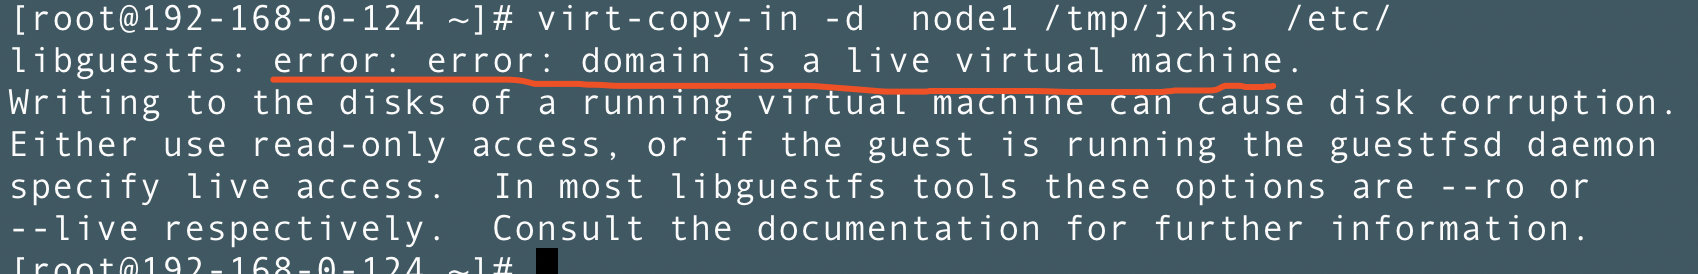 [root@192-168-0-124 ~]# virt-copy-in -d  node1 /tmp/jxhs  /etc/
libguestfs: error: error: domain is a live virtual machine.
Writing to the disks of a running virtual machine can cause disk corruption.
Either use read-only access, or if the guest is running the guestfsd daemon
specify live access.  In most libguestfs tools these options are --ro or
--live respectively.  Consult the documentation for further information.
[root@192-168-0-124 ~]#